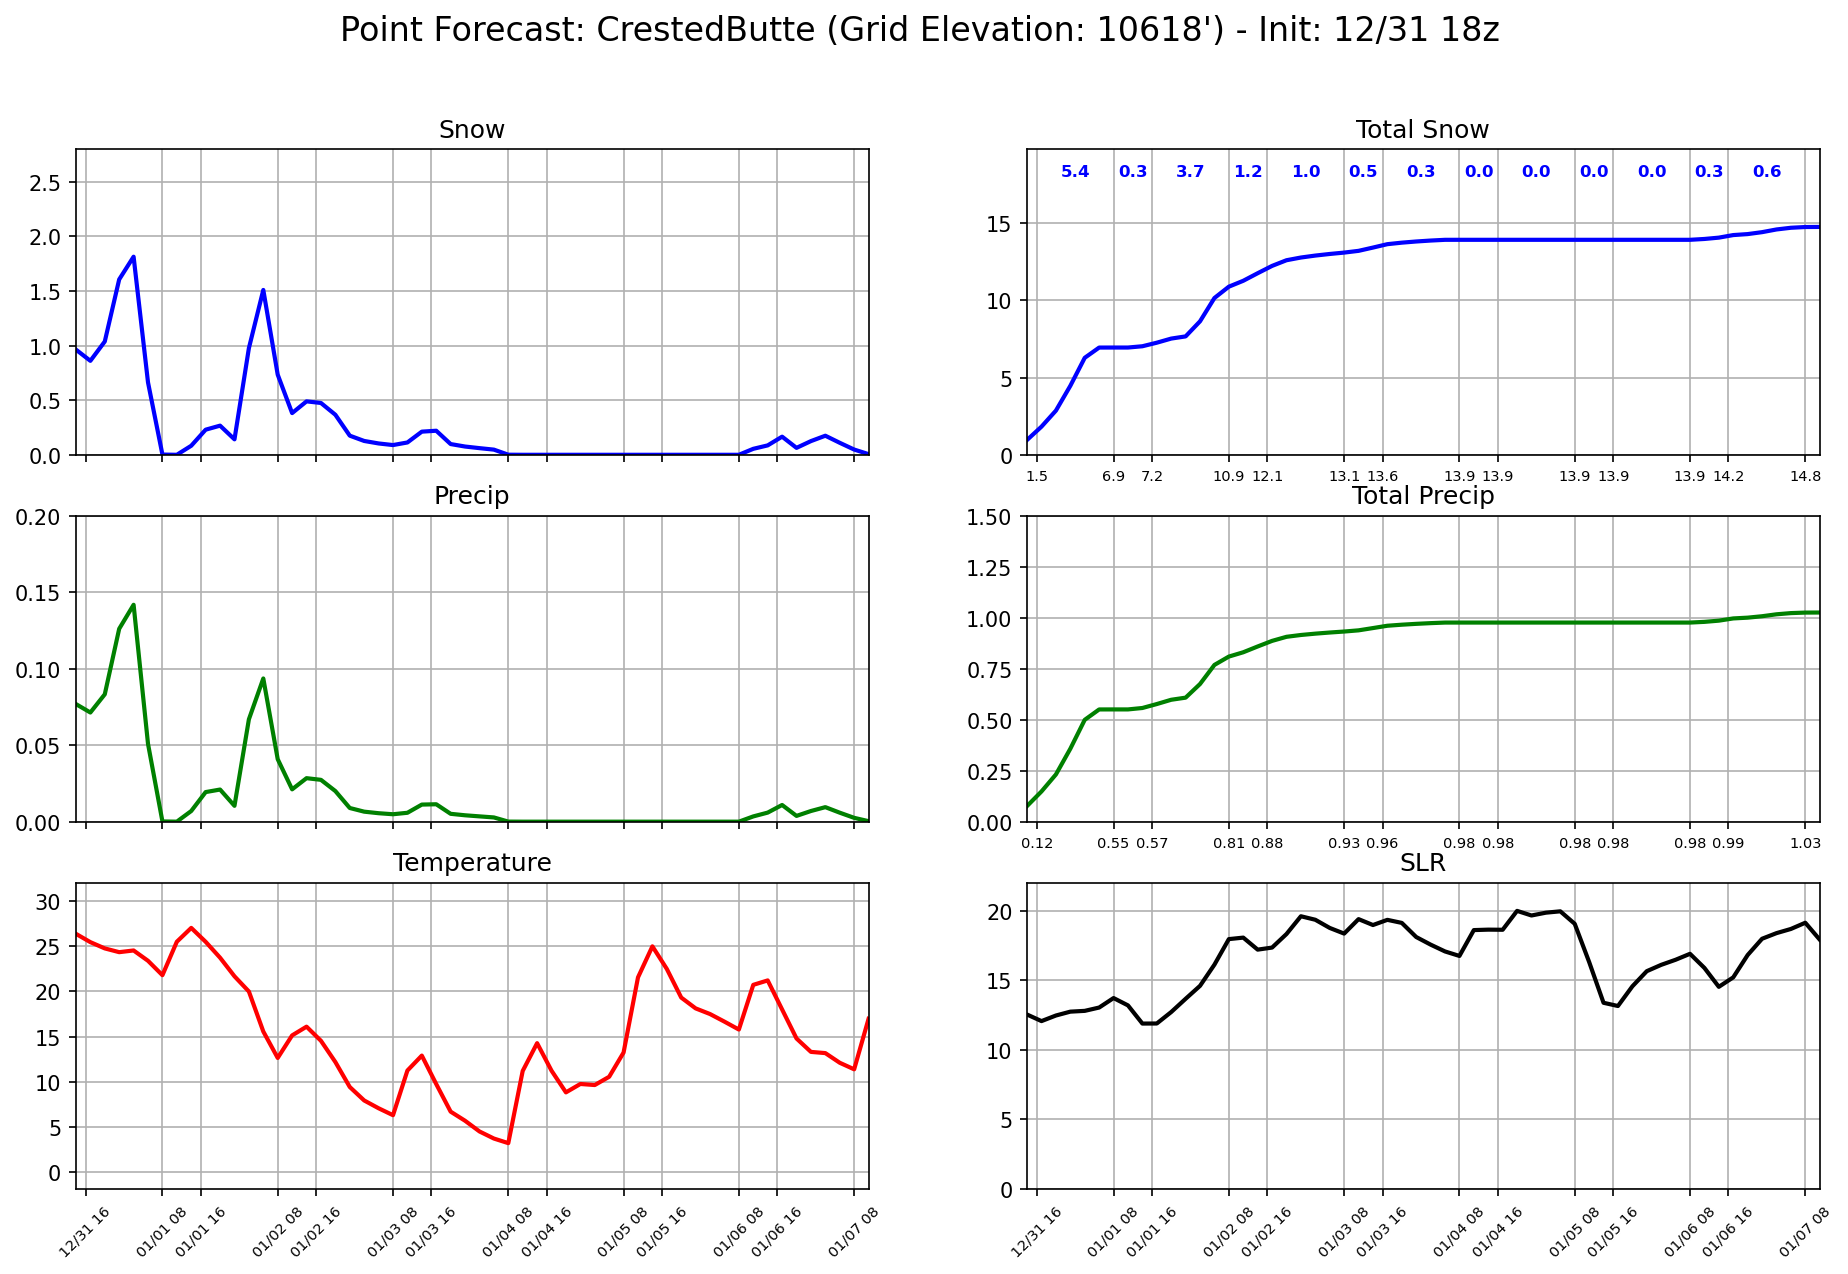 Point Forecast: CrestedButte (Grid Elevation: 10618') - Init: 12/31 18z
Snow
2.5
2.0
1.5
1.0
0.5
0.0
Total Snow
5.4 0.3 3.7 1.2 1.0 0.5 0.3 0.0 0.0 0.0 0.0 0.3 0.6
15
10
5
0
1.5 6.9 7.2 10.9 12.1 13.1 13.6 13.9 13.9 13.9 13.9 13.9 14.2 14.8
Precip
0.20
0.15
0.10
0.05
0.00
Total Precip
1.50
1.25
1.00
0.75
0.50
0.25
0.00
0.12 0.55 0.57 0.81 0.88 0.93 0.96 0.98 0.98 0.98 0.98 0.98 0.99 1.03
Temperature
30
25
20
15
10
5
0
12/31 16 01/01 08 01/01 16 01/02 08 01/02 16 01/03 08 01/03 16 01/04 08 01/04 16 01/05 08 01/05 16 01/06 08 01/06 16 01/07 08
SLR
20
15
10
5
0
12/31 16 01/01 08 01/01 16 01/02 08 01/02 16 01/03 08 01/03 16 01/04 08 01/04 16 01/05 08 01/05 16 01/06 08 01/06 16 01/07 08